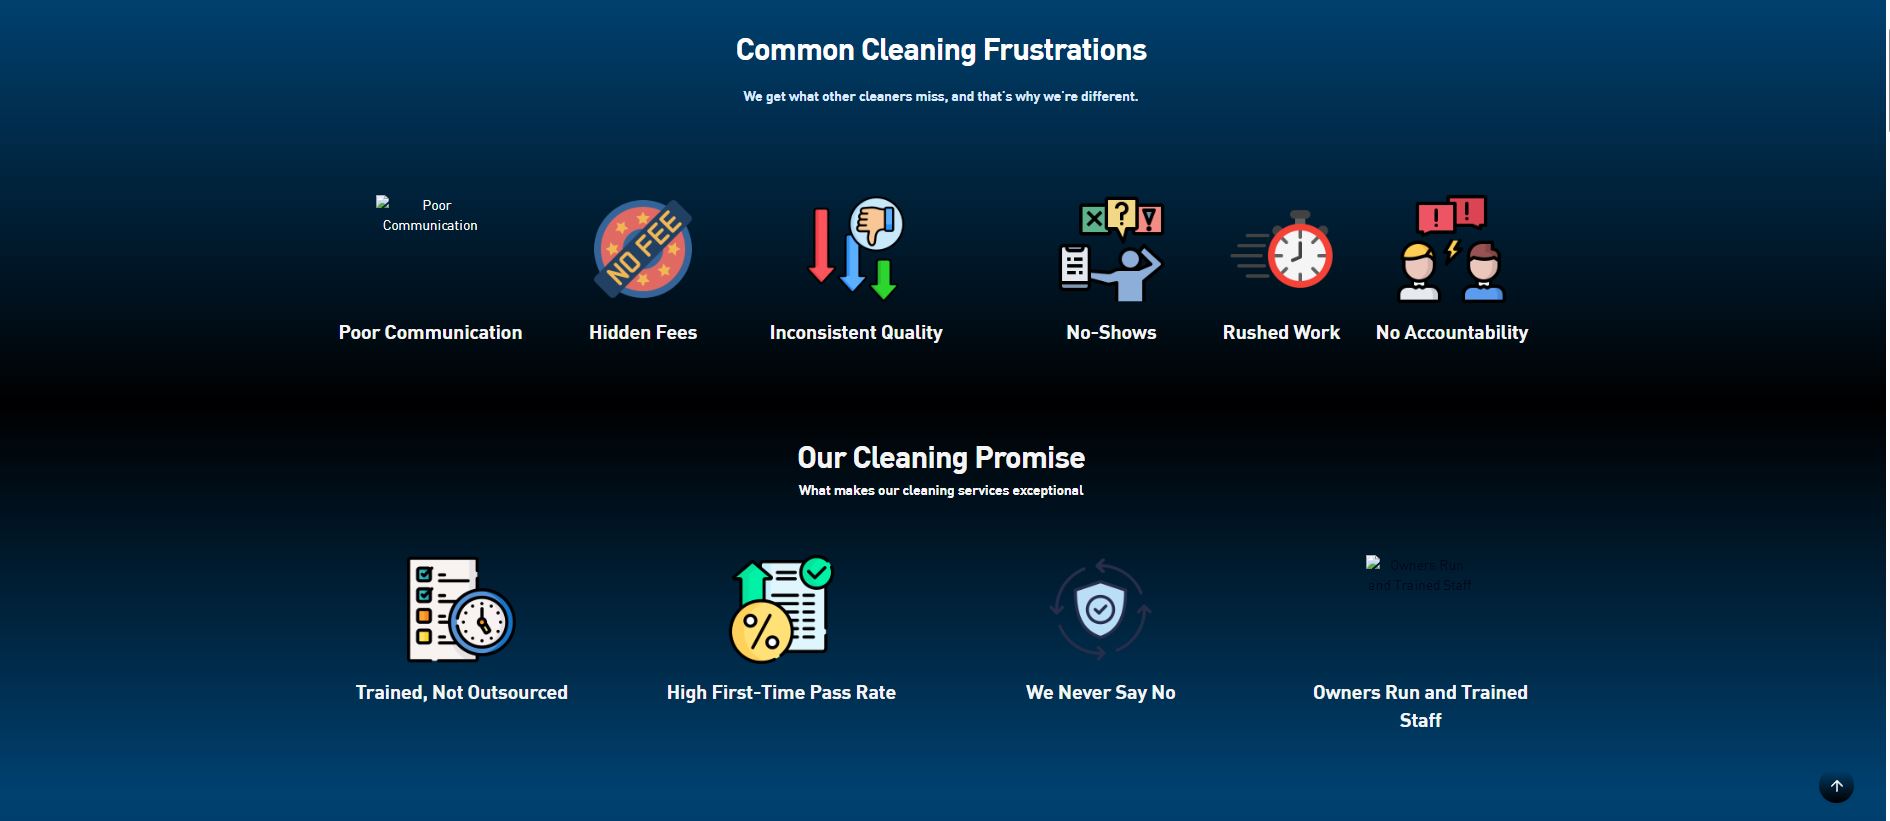 Common Cleaning Frustrations
We get what other cleaners miss, and that's why we're different.
Poor
Communication
NO FEE
Poor Communication
Hidden Fees
Inconsistent Quality
No-Shows
Rushed Work
No Accountability
Our Cleaning Promise
What makes our cleaning services exceptional
Owners Run
and Trained Staff
Trained, Not Outsourced
High First-Time Pass Rate
We Never Say No
Owners Run and Trained
Staff